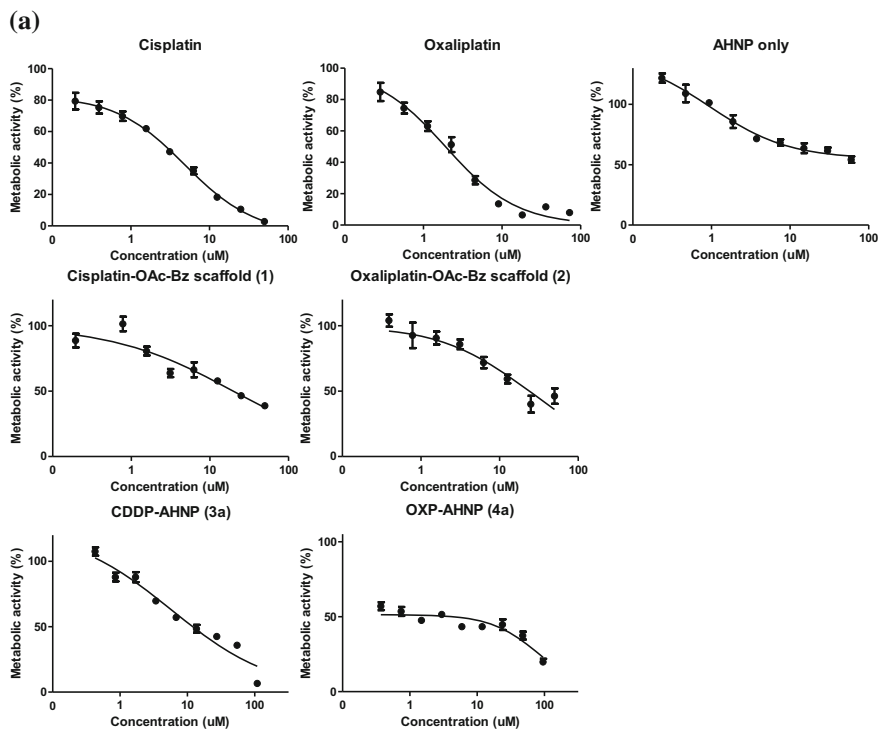 (a)
Cisplatin
Metabolic activity (%)
100
80
60
40
20
0
0 1 10 100
Concentration (uM)
Oxaliplatin
Metabolic activity (%)
100
80
60
40
20
0
0 1 10 100
Concentration (uM)
AHNP only
Metabolic activity (%)
100
50
0
0 1 10 100
Concentration (uM)
Cisplatin-OAc-Bz scaffold (1)
Metabolic activity (%)
100
50
0
0 1 10 100
Concentration (uM)
Oxaliplatin-OAc-Bz scaffold (2)
Metabolic activity (%)
100
50
0
0 1 10 100
Concentration (uM)
CDDP-AHNP (3a)
Metabolic activity (%)
100
50
0
0 1 10 100
Concentration (uM)
OXP-AHNP (4a)
Metabolic activity (%)
100
50
0
0 1 10 100
Concentration (uM)